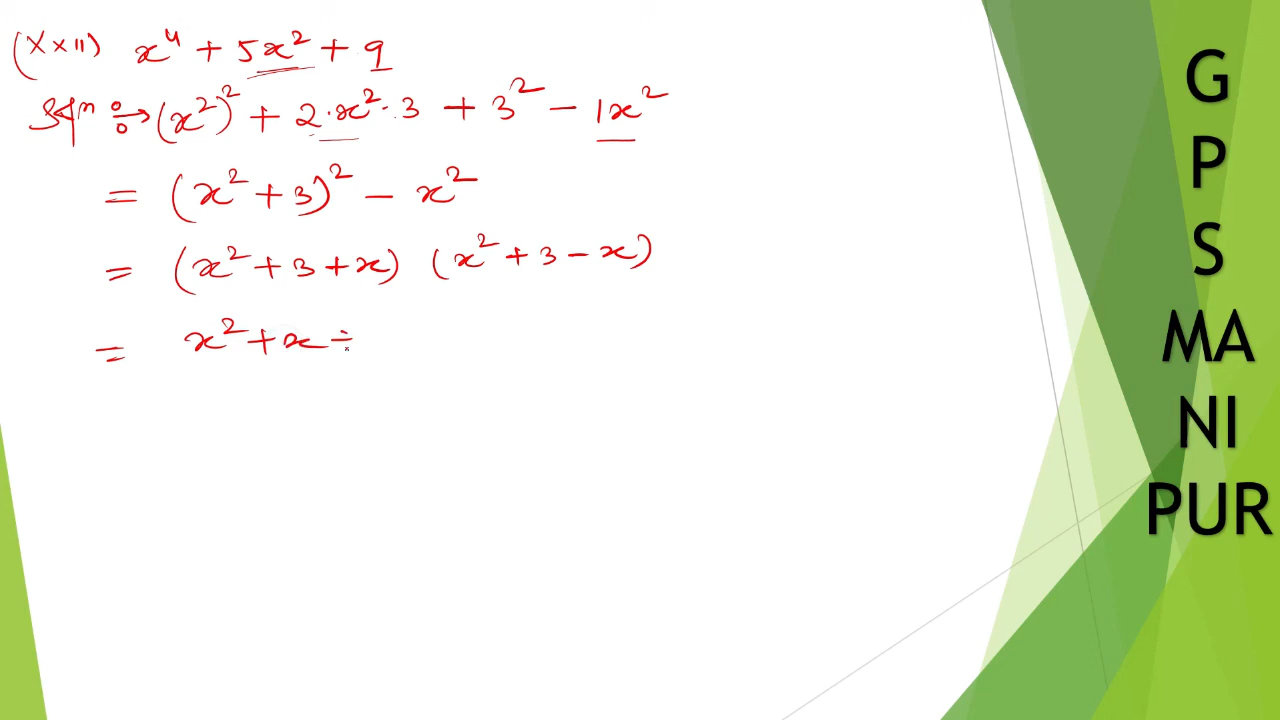 (XXII) x⁴ + 5x² + 9
Solⁿ :→ (x²)² + 2·x²·3 + 3² − 1x²
= (x² + 3)² − x²
= (x² + 3 + x) (x² + 3 − x)
= x² + x
G
P
S
MA
NI
PUR